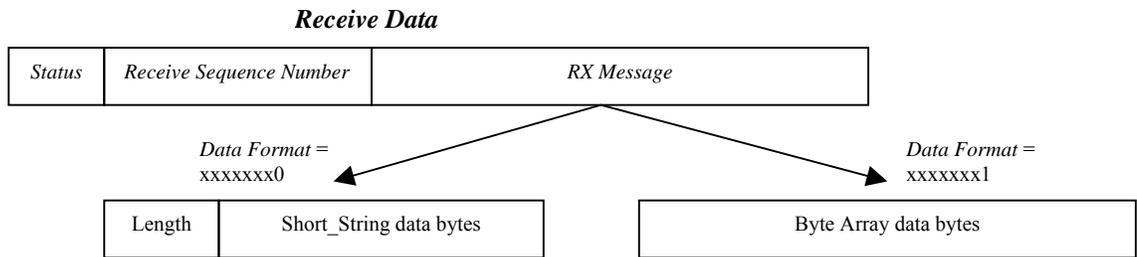 Receive Data
Status Receive Sequence Number RX Message
Data Format =
xxxxxxx0
Data Format =
xxxxxxx1
Length Short_String data bytes Byte Array data bytes